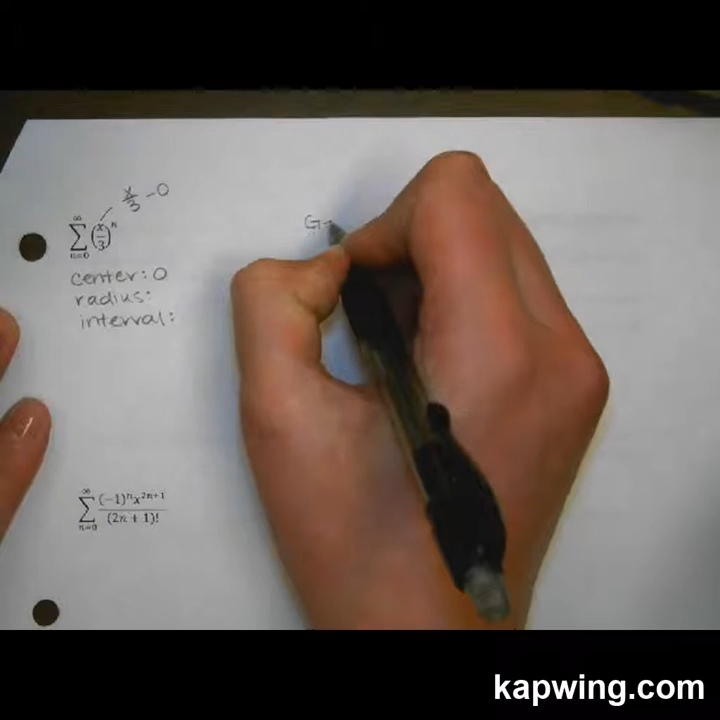 x/3 - 0
∞
∑ (x/3)^n
n=0
center: 0
radius:
interval:
G
∞
∑ (-1)^n x^{2n+1} / (2n + 1)!
n=0
kapwing.com